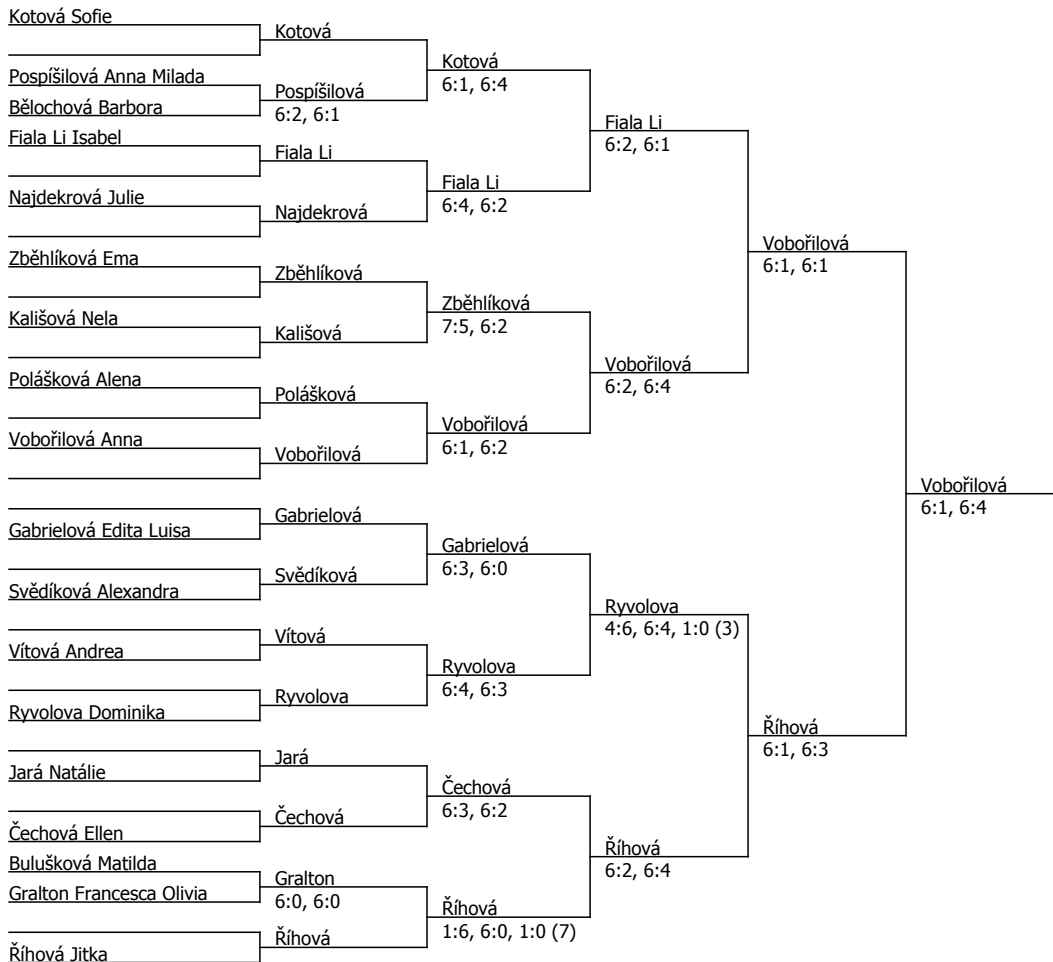 Kotová Sofie
Kotová
Kotová
6:1, 6:4
Pospíšilová Anna Milada
Pospíšilová
6:2, 6:1
Bělochová Barbora
Fiala Li
6:2, 6:1
Fiala Li Isabel
Fiala Li
Fiala Li
6:4, 6:2
Najdekrová Julie
Najdekrová
Vobořilová
6:1, 6:1
Zběhlíková Ema
Zběhlíková
Zběhlíková
7:5, 6:2
Kališová Nela
Kališová
Vobořilová
6:2, 6:4
Polášková Alena
Polášková
Vobořilová
6:1, 6:2
Vobořilová Anna
Vobořilová
Vobořilová
6:1, 6:4
Gabrielová
Gabrielová Edita Luisa
Gabrielová
6:3, 6:0
Svědíková
Svědíková Alexandra
Ryvolova
4:6, 6:4, 1:0 (3)
Vítová
Vítová Andrea
Ryvolova
6:4, 6:3
Ryvolova
Ryvolova Dominika
Říhová
6:1, 6:3
Jará
Jará Natálie
Čechová
6:3, 6:2
Čechová
Čechová Ellen
Říhová
6:2, 6:4
Bulušková Matilda
Gralton
6:0, 6:0
Gralton Francesca Olivia
Říhová
1:6, 6:0, 1:0 (7)
Říhová
Říhová Jitka